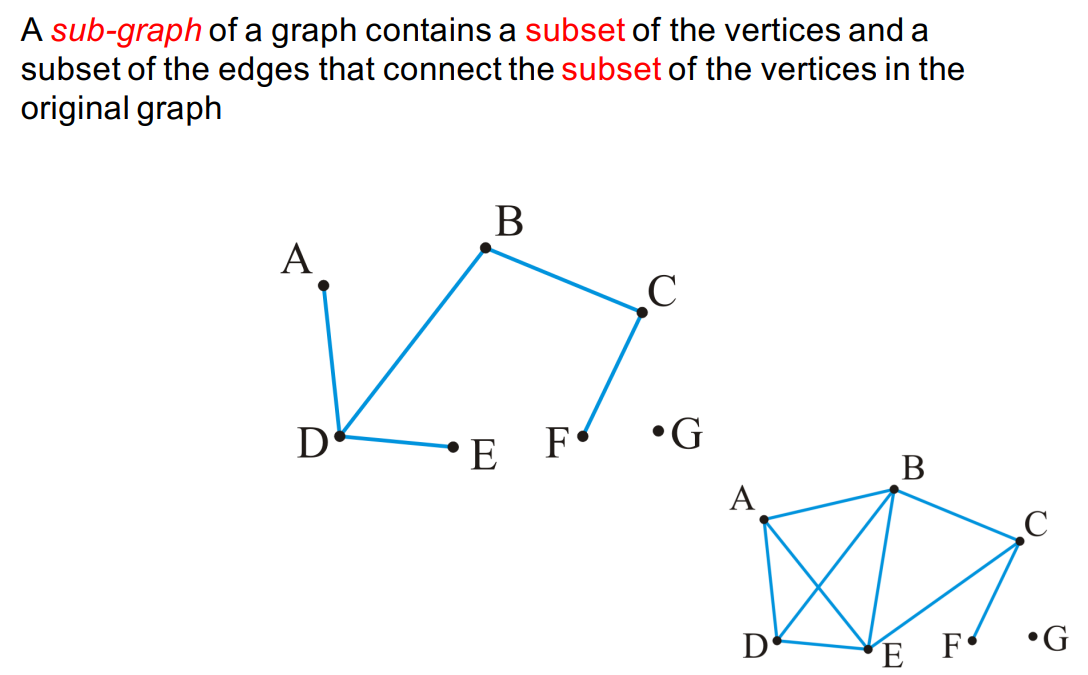 A sub-graph of a graph contains a subset of the vertices and a
subset of the edges that connect the subset of the vertices in the
original graph
B
A
C
D
E
F
G
B
A
C
D
E
F
G